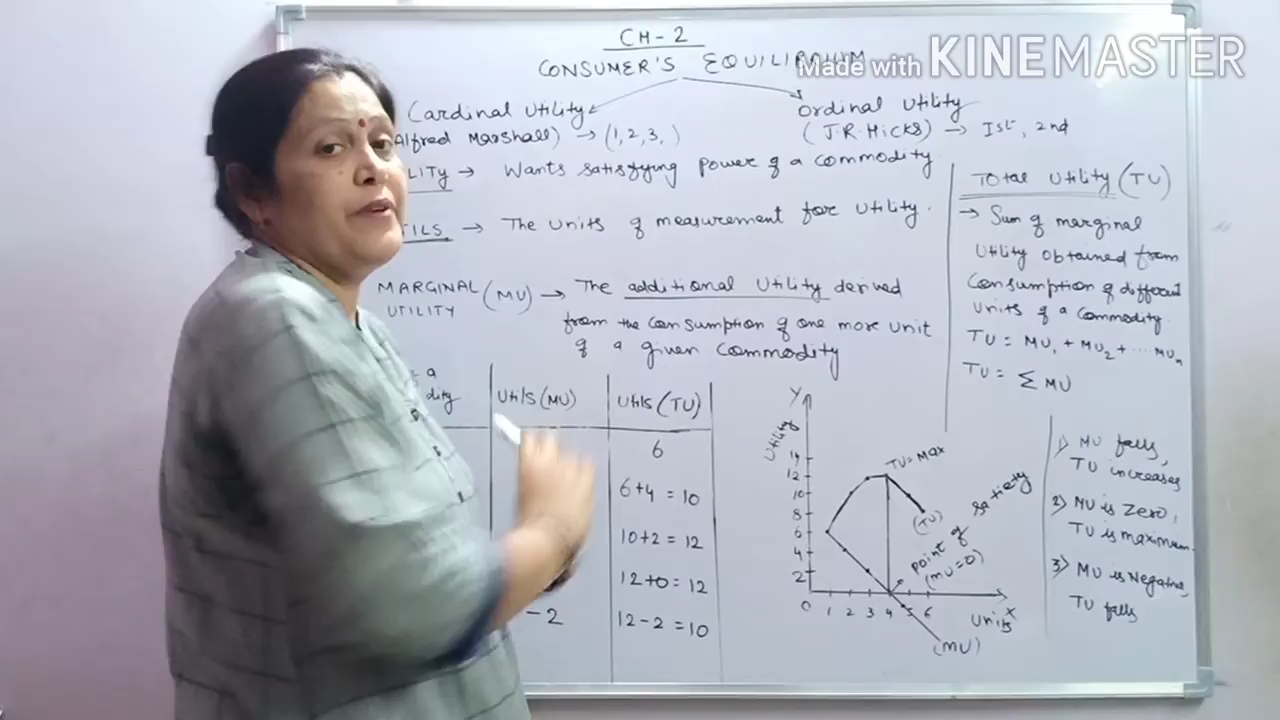 CH-2
CONSUMER'S EQUILIBRIUM
Made with KINEMASTER
Cardinal Utility
Alfred Marshall) → (1, 2, 3, )
Ordinal Utility
(J.R. Hicks) → Ist, 2nd
LITY → Wants satisfying power of a commodity
TILS → The units of measurement for Utility.
MARGINAL UTILITY (MU) → The additional Utility derived
from the consumption of one more unit
of a given commodity
Total Utility (TU)
→ Sum of marginal
Utility obtained from
Consumption of different
units of a commodity.
TU = MU1 + MU2 + ....MUn
TU = Σ MU
a
dity
Utils (MU)
Utils (TU)
6
6+4 = 10
10+2 = 12
12+0 = 12
-2
12-2 = 10
Y
Utility
14
12
10
8
6
4
2
0 1 2 3 4 5 6
Units X
TU = Max
(TU)
Point of Satiety
(MU=0)
(MU)
1) MU falls,
TU increases
2) MU is Zero,
TU is maximum
3) MU is Negative,
TU falls